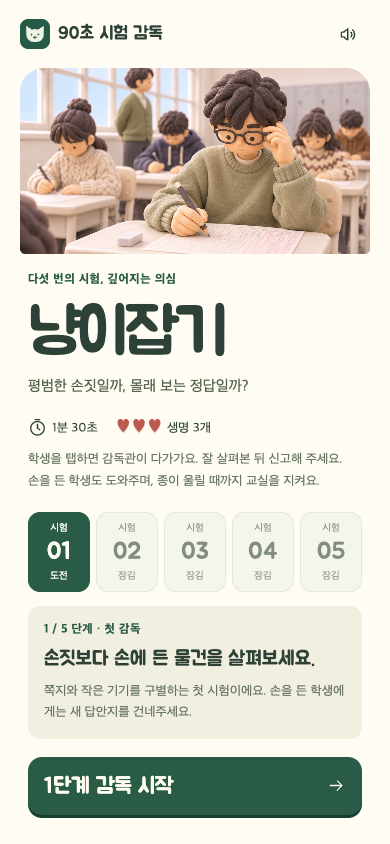 90초 시험 감독
다섯 번의 시험, 깊어지는 의심
냥이잡기
평범한 손짓일까, 몰래 보는 정답일까?
1분 30초 생명 3개
학생을 탭하면 감독관이 다가가요. 잘 살펴본 뒤 신고해 주세요.
손을 든 학생도 도와주며, 종이 울릴 때까지 교실을 지켜요.
시험 시험 시험 시험 시험
01 02 03 04 05
도전 잠김 잠김 잠김 잠김
1 / 5 단계 · 첫 감독
손짓보다 손에 든 물건을 살펴보세요.
쪽지와 작은 기기를 구별하는 첫 시험이에요. 손을 든 학생에
게는 새 답안지를 건네주세요.
1단계 감독 시작 →